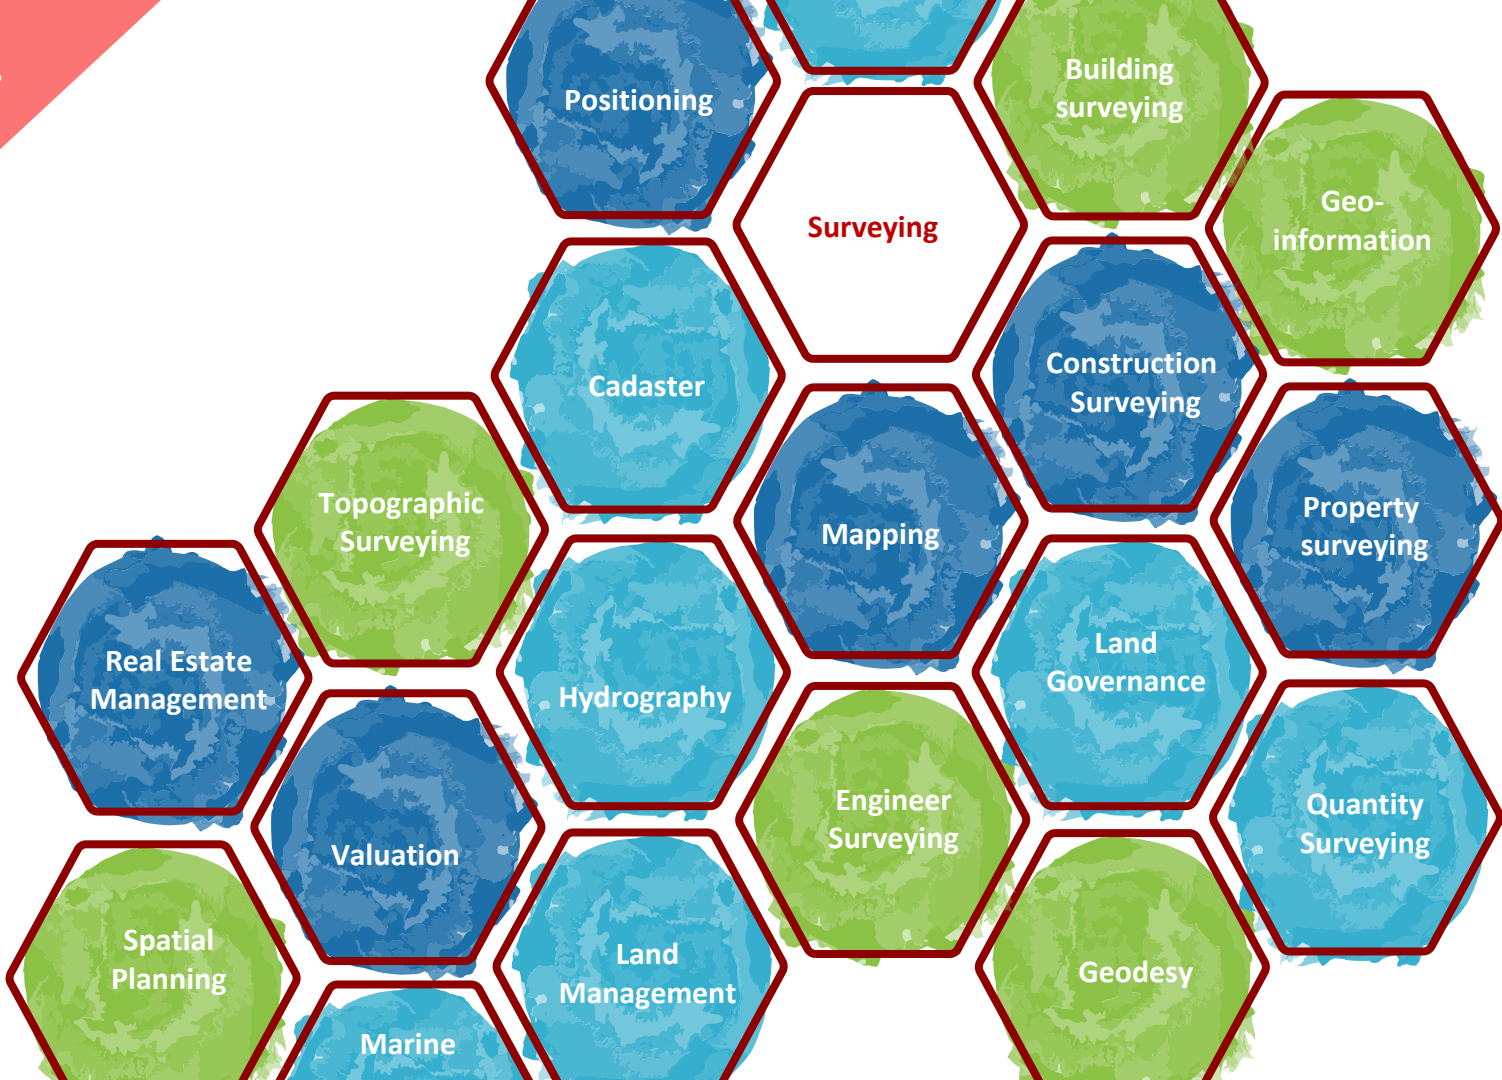 Positioning
Building
surveying
Surveying
Geo-
information
Cadaster
Construction
Surveying
Topographic
Surveying
Mapping
Property
surveying
Real Estate
Management
Hydrography
Land
Governance
Valuation
Engineer
Surveying
Quantity
Surveying
Spatial
Planning
Land
Management
Geodesy
Marine